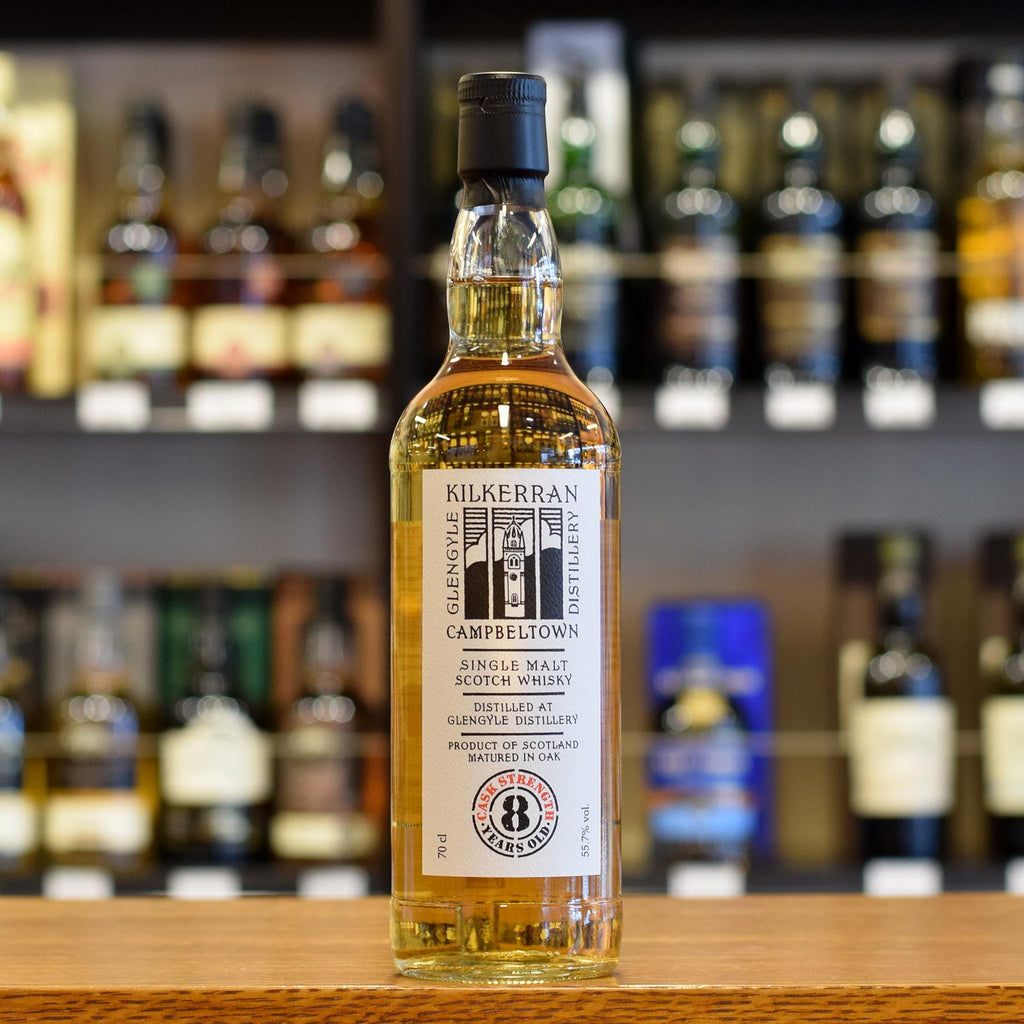 KILKERRAN
GLENGYLE
DISTILLERY
CAMPBELTOWN
SINGLE MALT
SCOTCH WHISKY
DISTILLED AT
GLENGYLE DISTILLERY
PRODUCT OF SCOTLAND
MATURED IN OAK
CASK STRENGTH
8
·YEARS OLD·
70 cl
55.7% vol.